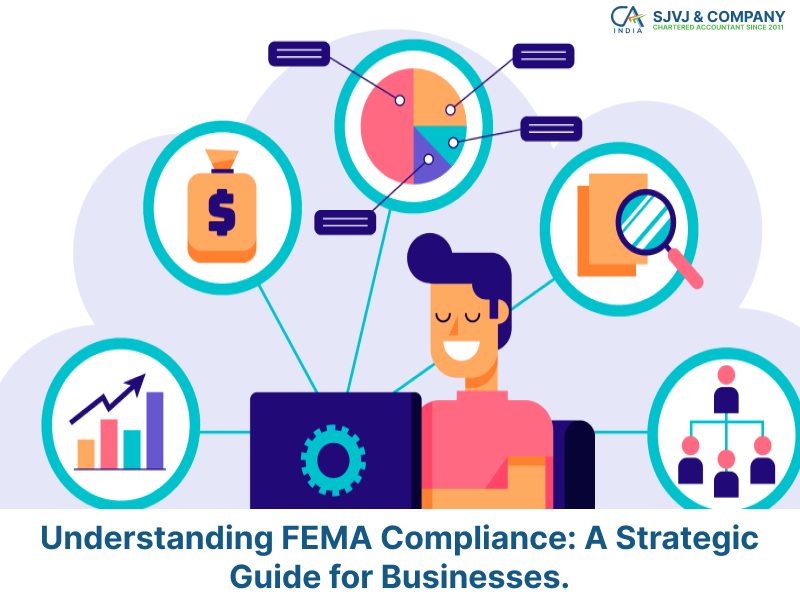 CA
INDIA
SJVJ & COMPANY
CHARTERED ACCOUNTANT SINCE 2011
$
Understanding FEMA Compliance: A Strategic
Guide for Businesses.